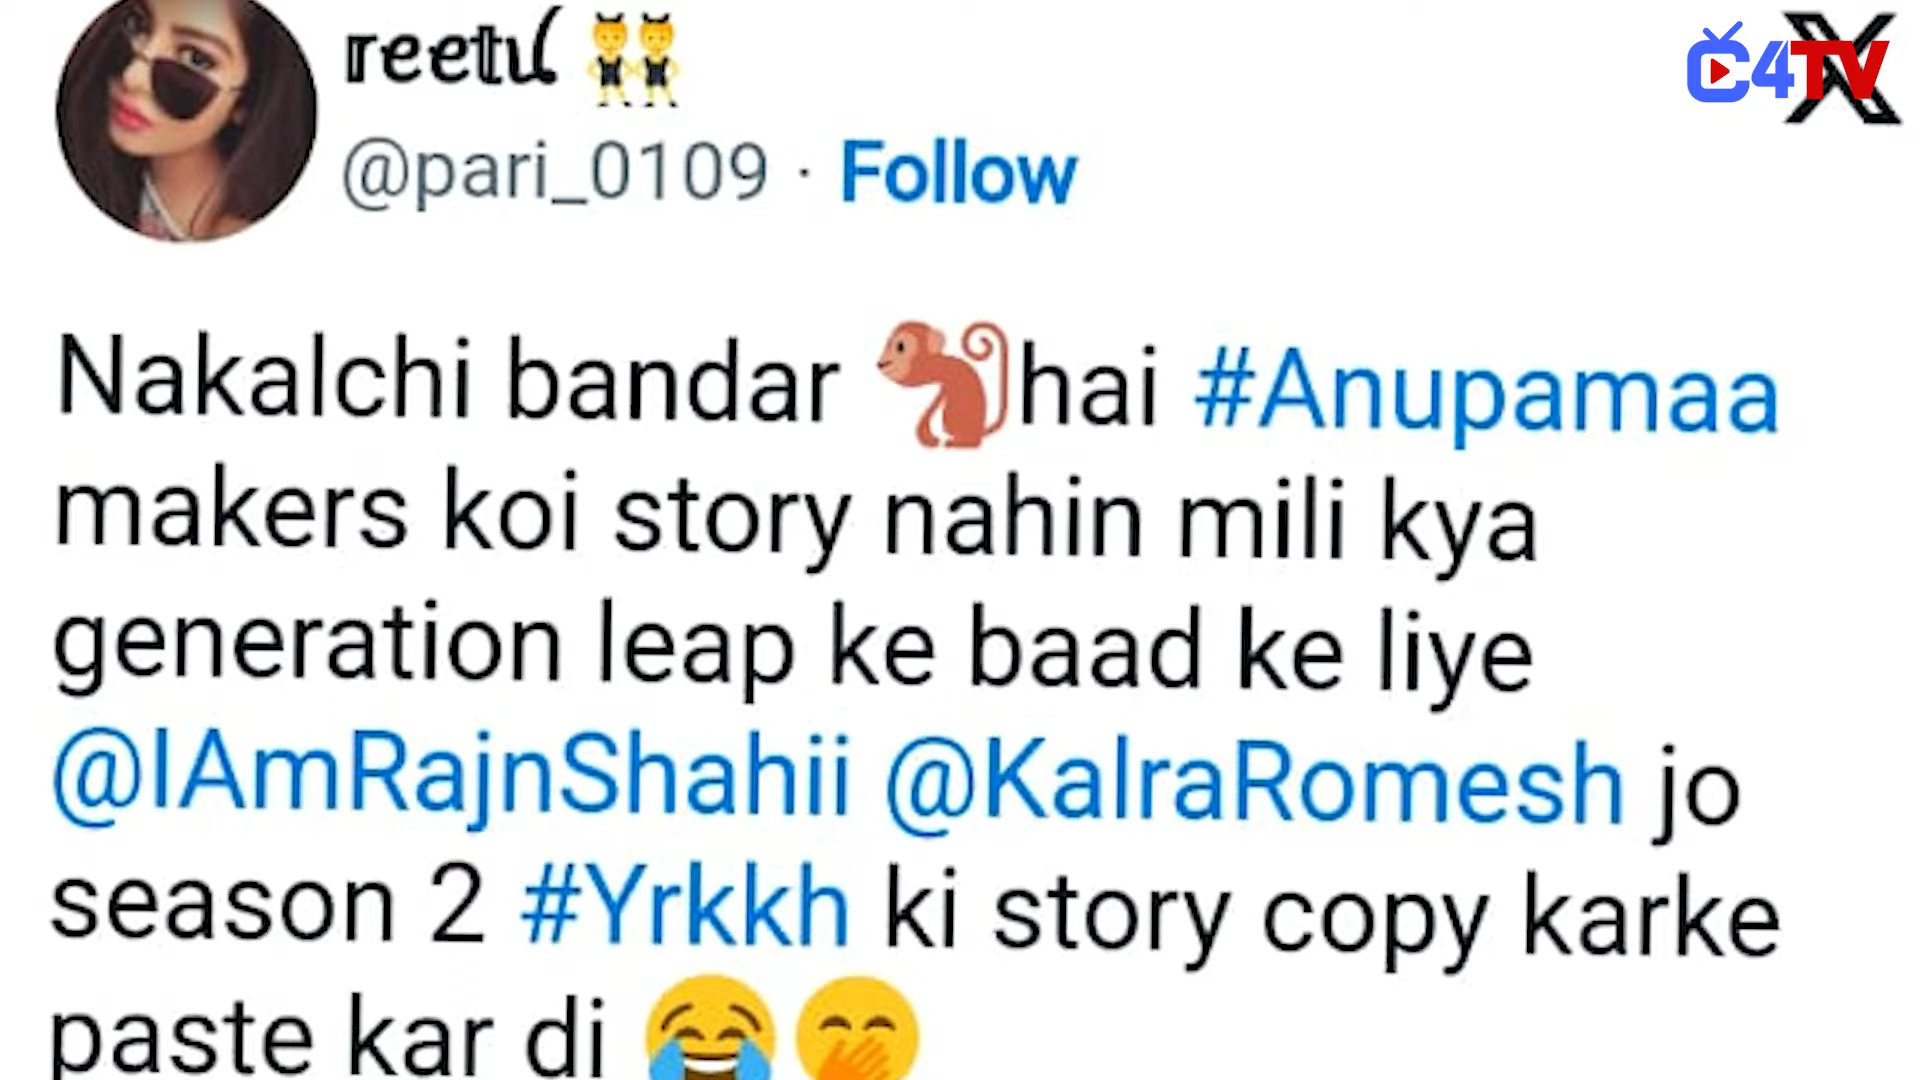 reetu 👯
C4TV
@pari_0109 · Follow
Nakalchi bandar 🐒hai #Anupamaa
makers koi story nahin mili kya
generation leap ke baad ke liye
@IAmRajnShahii @KalraRomesh jo
season 2 #Yrkkh ki story copy karke
paste kar di 😂🤭